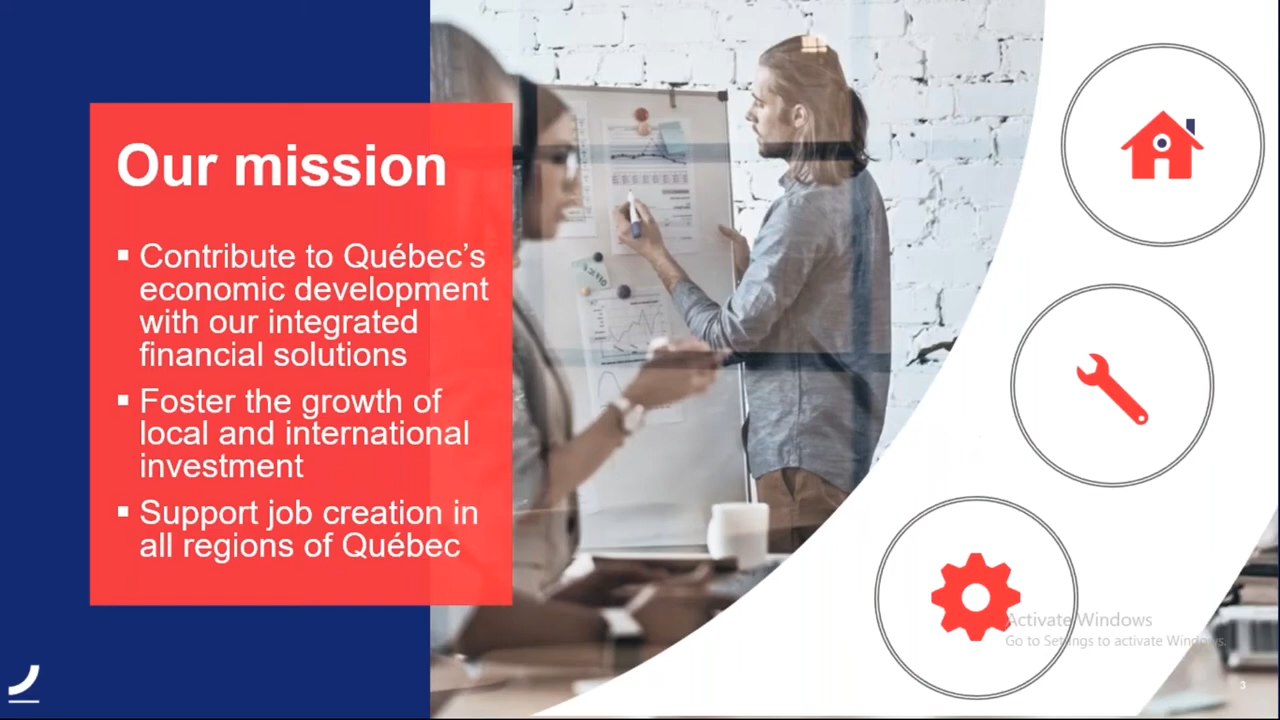 Our mission
▪ Contribute to Québec’s
economic development
with our integrated
financial solutions
▪ Foster the growth of
local and international
investment
▪ Support job creation in
all regions of Québec
Activate Windows
Go to Settings to activate Windows.
3